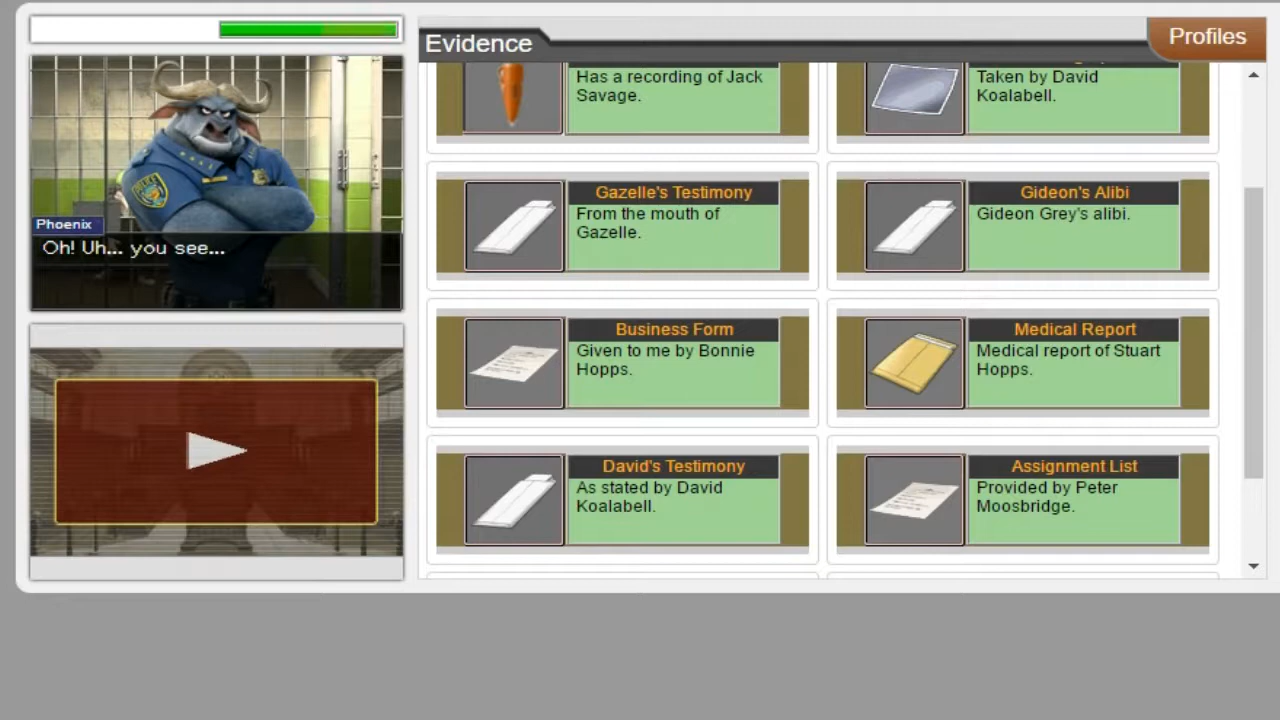 Evidence
Profiles
Has a recording of Jack
Savage.
Taken by David
Koalabell.
Phoenix
Oh! Uh... you see...
Gazelle's Testimony
From the mouth of
Gazelle.
Gideon's Alibi
Gideon Grey's alibi.
Business Form
Given to me by Bonnie
Hopps.
Medical Report
Medical report of Stuart
Hopps.
David's Testimony
As stated by David
Koalabell.
Assignment List
Provided by Peter
Moosbridge.